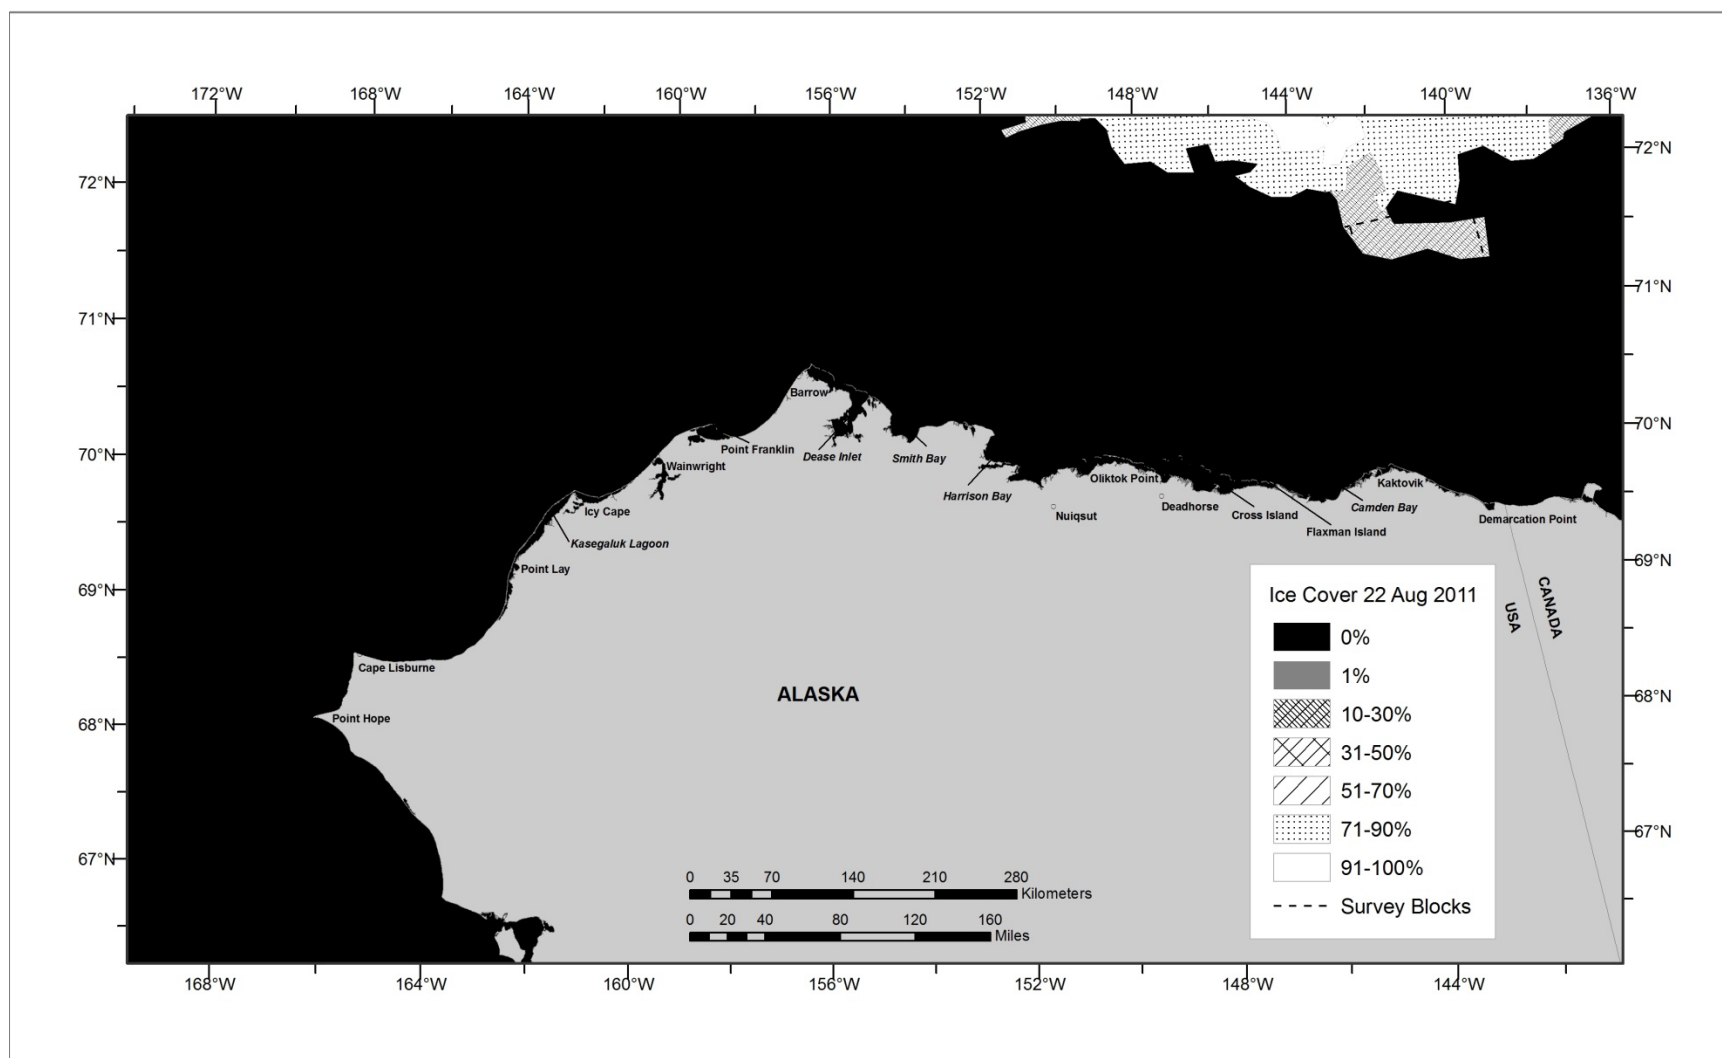 172°W 168°W 164°W 160°W 156°W 152°W 148°W 144°W 140°W 136°W
72°N
72°N
71°N
71°N
70°N
70°N
69°N
69°N
68°N
68°N
67°N
67°N
Barrow
Point Franklin
Dease Inlet
Smith Bay
Wainwright
Harrison Bay
Oliktok Point
Kaktovik
Icy Cape
Nuiqsut
Deadhorse
Cross Island
Camden Bay
Demarcation Point
Flaxman Island
Kasegaluk Lagoon
Point Lay
Cape Lisburne
Point Hope
ALASKA
USA
CANADA
Ice Cover 22 Aug 2011
0%
1%
10-30%
31-50%
51-70%
71-90%
91-100%
Survey Blocks
0 35 70 140 210 280
Kilometers
0 20 40 80 120 160
Miles
168°W 164°W 160°W 156°W 152°W 148°W 144°W